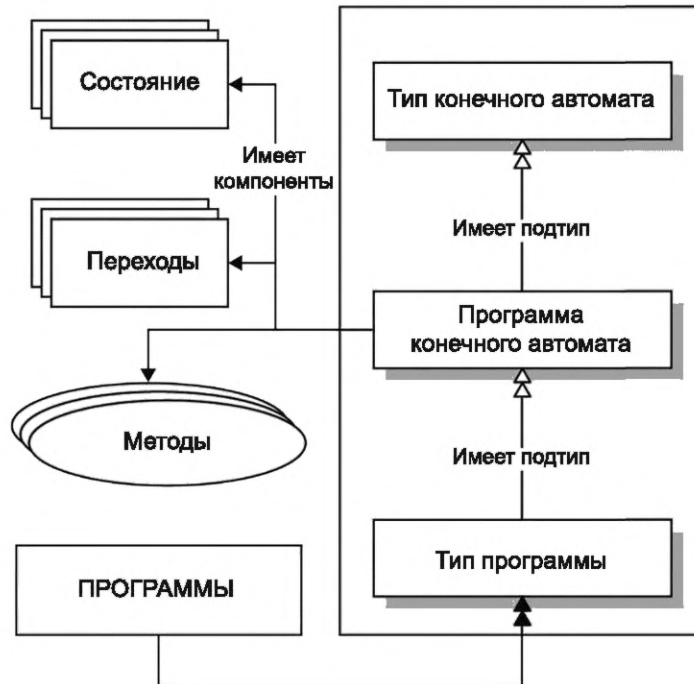 Состояние
Тип конечного автомата
Имеет
компоненты
Имеет подтип
Переходы
Программа
конечного автомата
Методы
Имеет подтип
Тип программы
ПРОГРАММЫ